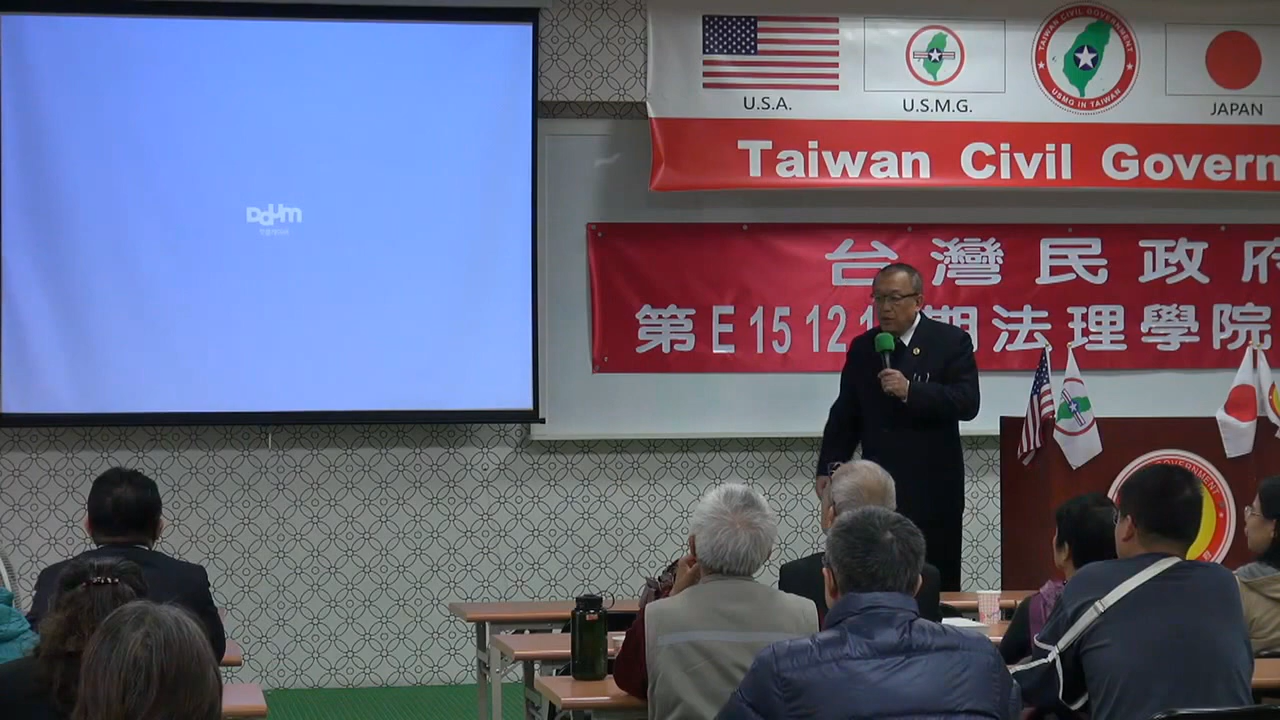 U.S.A.
U.S.M.G.
TAIWAN CIVIL GOVERNMENT
USMG IN TAIWAN
JAPAN
Taiwan Civil Govern
台灣民政府
第E1512 期法理學院
GOVERNMENT